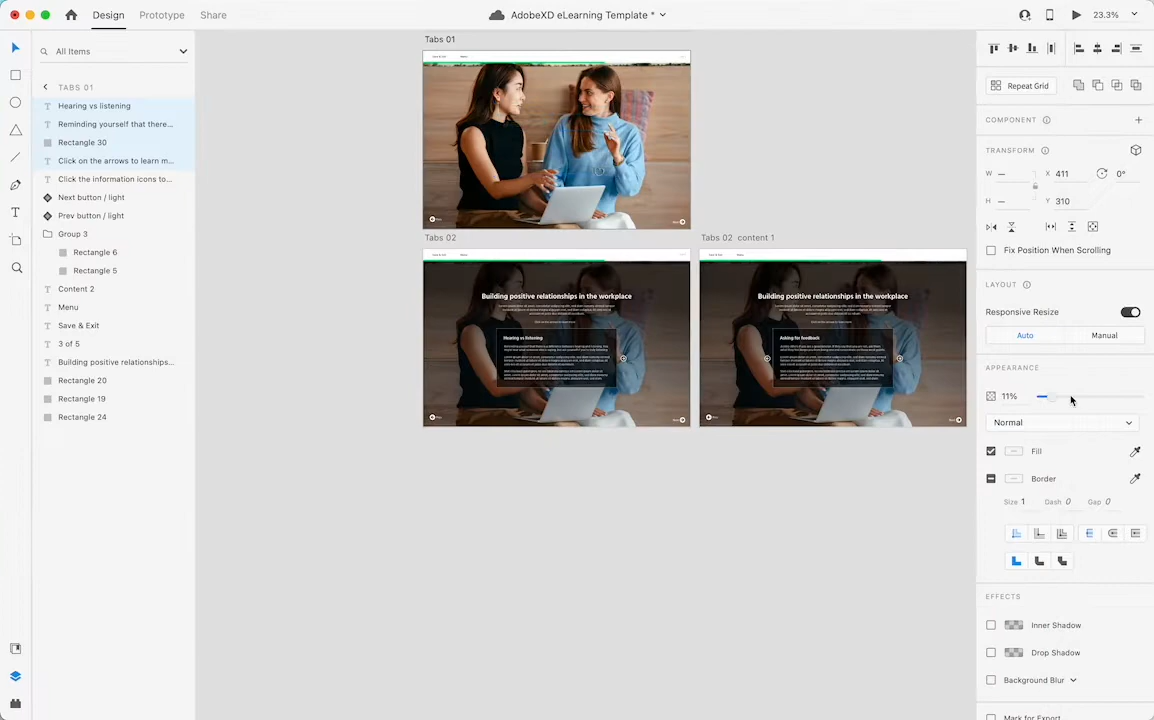 Design
Prototype
Share
AdobeXD eLearning Template *
23.3%
All Items
TABS 01
Hearing vs listening
Reminding yourself that there...
Rectangle 30
Click on the arrows to learn m...
Click the information icons to...
Next button / light
Prev button / light
Group 3
Rectangle 6
Rectangle 5
Content 2
Menu
Save & Exit
3 of 5
Building positive relationships...
Rectangle 20
Rectangle 19
Rectangle 24
Tabs 01
Tabs 02
Building positive relationships in the workplace
Hearing vs listening
Tabs 02 content 1
Building positive relationships in the workplace
Asking for feedback
Repeat Grid
COMPONENT
TRANSFORM
W —
X 411
0°
H —
Y 310
Fix Position When Scrolling
LAYOUT
Responsive Resize
Auto
Manual
APPEARANCE
11%
Normal
Fill
Border
Size 1
Dash 0
Gap 0
EFFECTS
Inner Shadow
Drop Shadow
Background Blur
Mark for Export